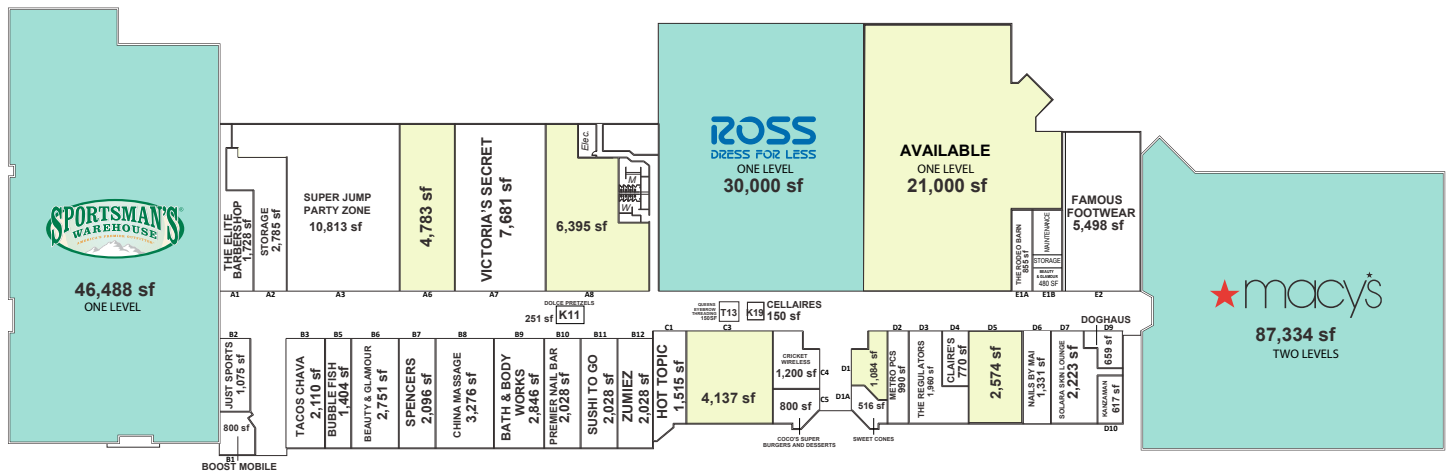 SPORTSMAN'S®
WAREHOUSE
AMERICA'S PREMIER OUTFITTER
46,488 sf
ONE LEVEL
THE ELITE
BARBERSHOP
1,728 sf
STORAGE
2,785 sf
SUPER JUMP
PARTY ZONE
10,813 sf
4,783 sf
VICTORIA'S SECRET
7,681 sf
6,395 sf
Elec.
M
W
A1
A2
A3
A6
A7
A8
ROSS
DRESS FOR LESS
ONE LEVEL
30,000 sf
AVAILABLE
ONE LEVEL
21,000 sf
THE RODEO BARN
855 sf
MAINTENANCE
STORAGE
BEAUTY
& GLAMOUR
480 SF
FAMOUS
FOOTWEAR
5,498 sf
E1A
E1B
E2
macy's
87,334 sf
TWO LEVELS
DOLCE PRETZELS
251 sf
K11
QUEENS
EYEBROW
THREADING
150SF
T13
K19
CELLAIRES
150 sf
B2
JUST SPORTS
1,075 sf
800 sf
B1
BOOST MOBILE
B3
TACOS CHAVA
2,110 sf
B5
BUBBLE FISH
1,404 sf
B6
BEAUTY & GLAMOUR
2,751 sf
B7
SPENCERS
2,096 sf
B8
CHINA MASSAGE
3,276 sf
B9
BATH & BODY
WORKS
2,846 sf
B10
PREMIER NAIL BAR
2,028 sf
B11
SUSHI TO GO
2,028 sf
B12
ZUMIEZ
2,028 sf
C1
HOT TOPIC
1,515 sf
C3
4,137 sf
CRICKET
WIRELESS
1,200 sf
C4
800 sf
C5
COCO'S SUPER
BURGERS AND DESSERTS
D1
1,084 sf
D1A
516 sf
SWEET CONES
D2
METRO PCS
990 sf
D3
THE REGULATORS
1,960 sf
D4
CLAIRE'S
770 sf
D5
2,574 sf
D6
NAILS BY MAI
1,331 sf
D7
SOLARA SKIN LOUNGE
2,223 sf
DOGHAUS
D9
659 sf
KANZAMAN
617 sf
D10